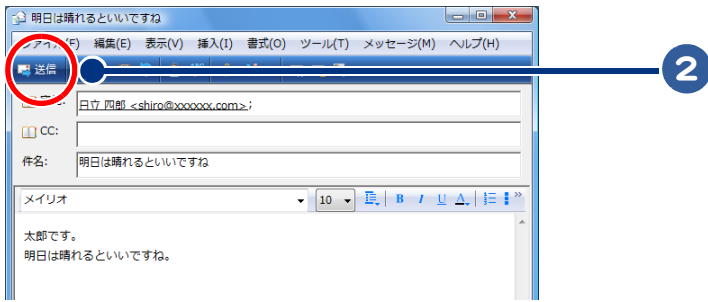 明日は晴れるといいですね
編集(E) 表示(V) 挿入(I) 書式(O) ツール(T) メッセージ(M) ヘルプ(H)
送信
2
日立 四郎 <shiro@xxxxxx.com>;
CC:
件名: 明日は晴れるといいですね
メイリオ 10 B I U A
太郎です。
明日は晴れるといいですね。